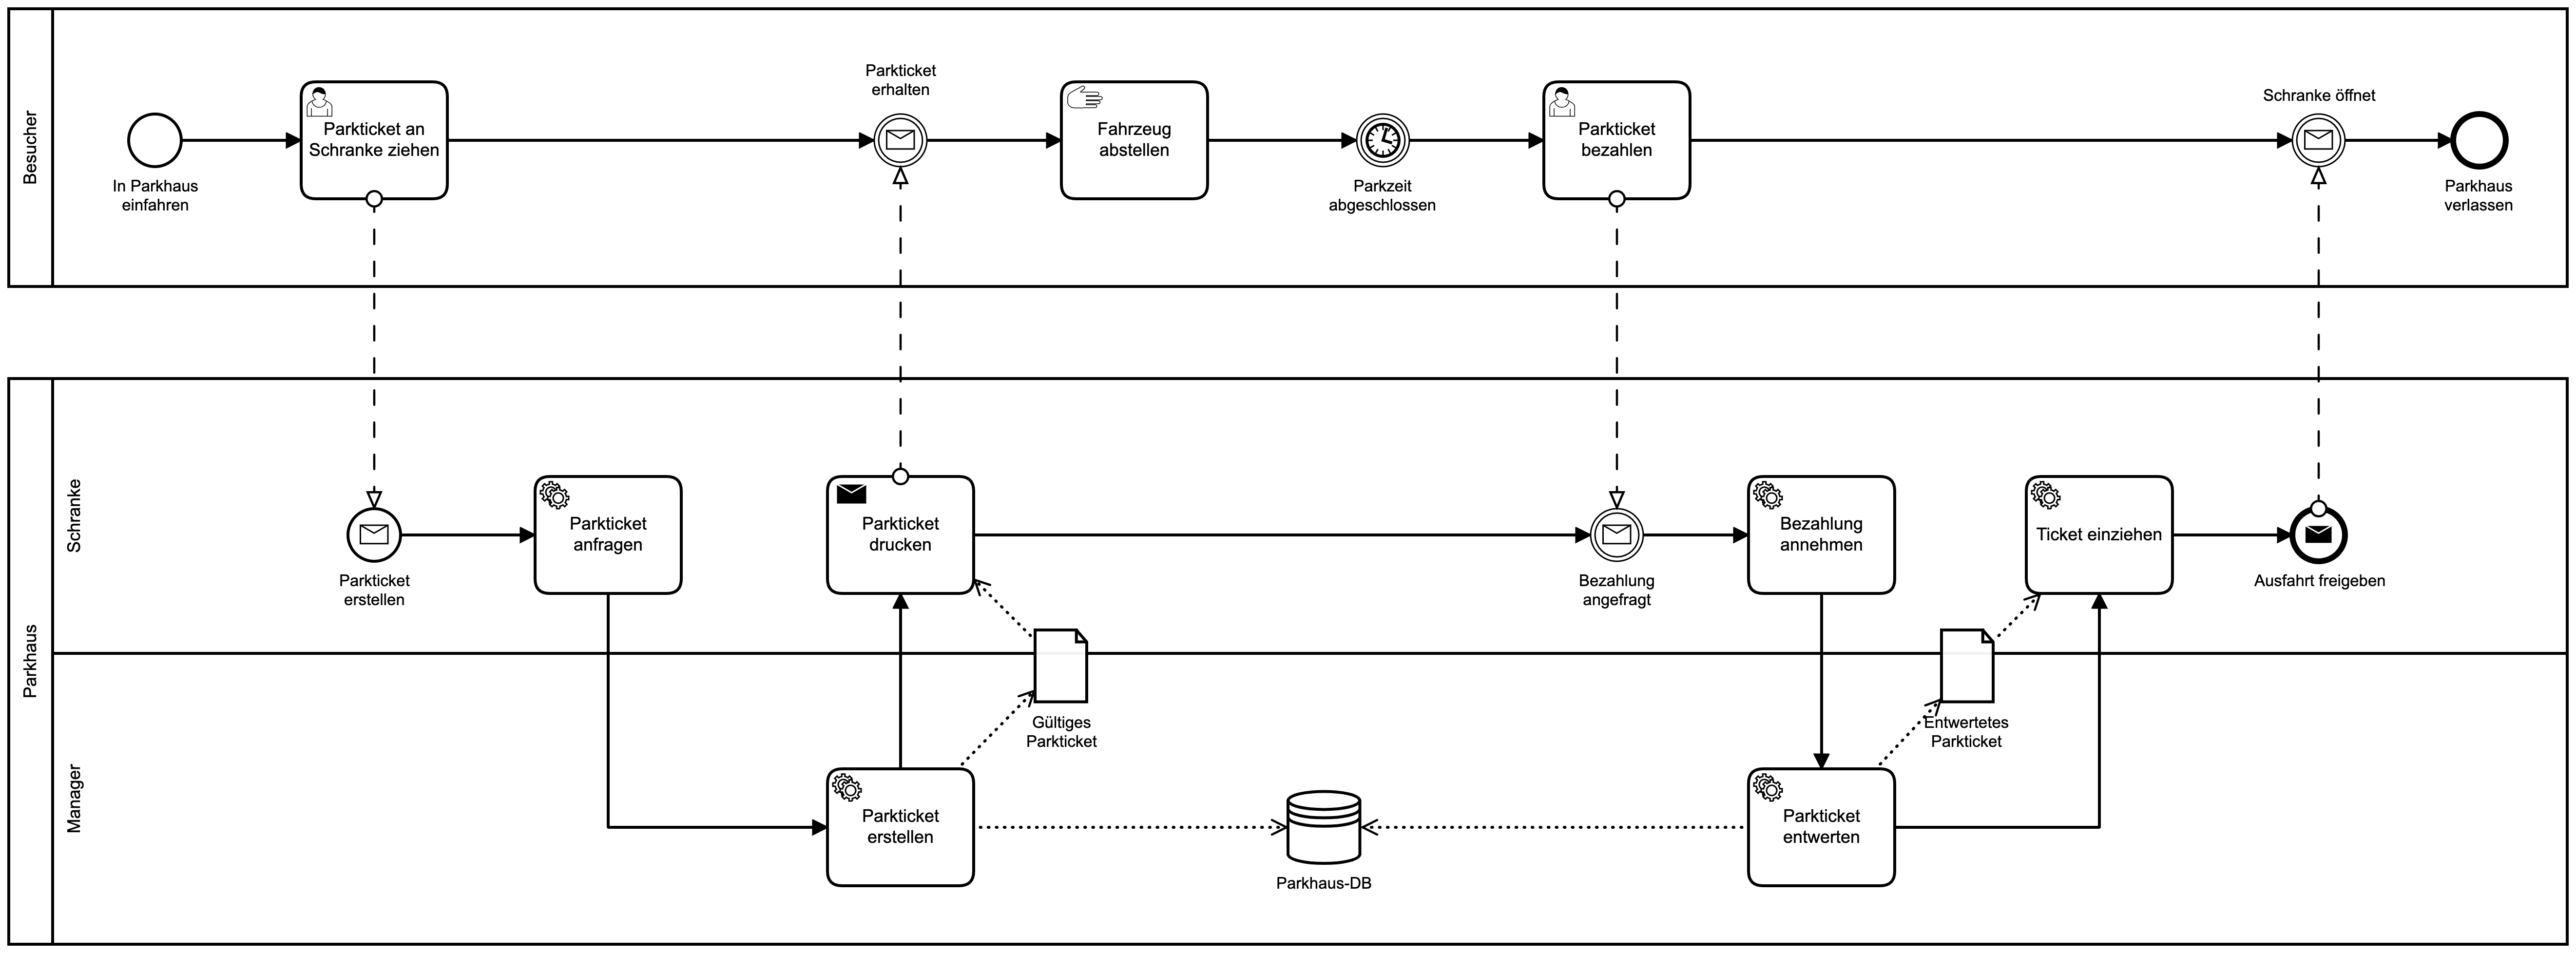 Besucher
In Parkhaus
einfahren
Parkticket an
Schranke ziehen
Parkticket
erhalten
Fahrzeug
abstellen
Parkzeit
abgeschlossen
Parkticket
bezahlen
Schranke öffnet
Parkhaus
verlassen
Parkhaus
Schranke
Parkticket
erstellen
Parkticket
anfragen
Parkticket
drucken
Bezahlung
angefragt
Bezahlung
annehmen
Ticket einziehen
Ausfahrt freigeben
Manager
Gültiges
Parkticket
Entwertetes
Parkticket
Parkticket
erstellen
Parkhaus-DB
Parkticket
entwerten